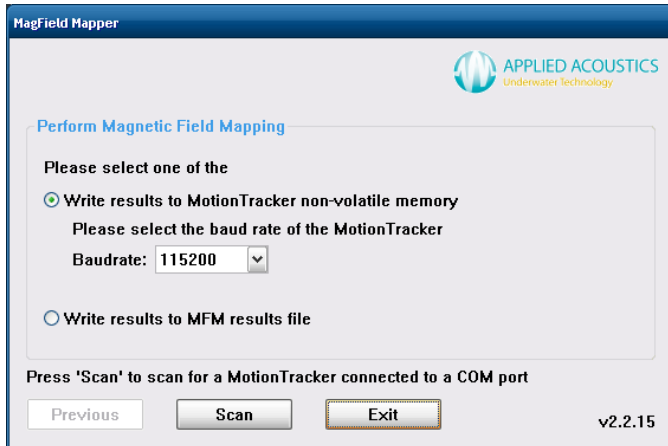 MagField Mapper
APPLIED ACOUSTICS
Underwater Technology
Perform Magnetic Field Mapping
Please select one of the
Write results to MotionTracker non-volatile memory
Please select the baud rate of the MotionTracker
Baudrate: 115200
Write results to MFM results file
Press 'Scan' to scan for a MotionTracker connected to a COM port
Previous Scan Exit v2.2.15